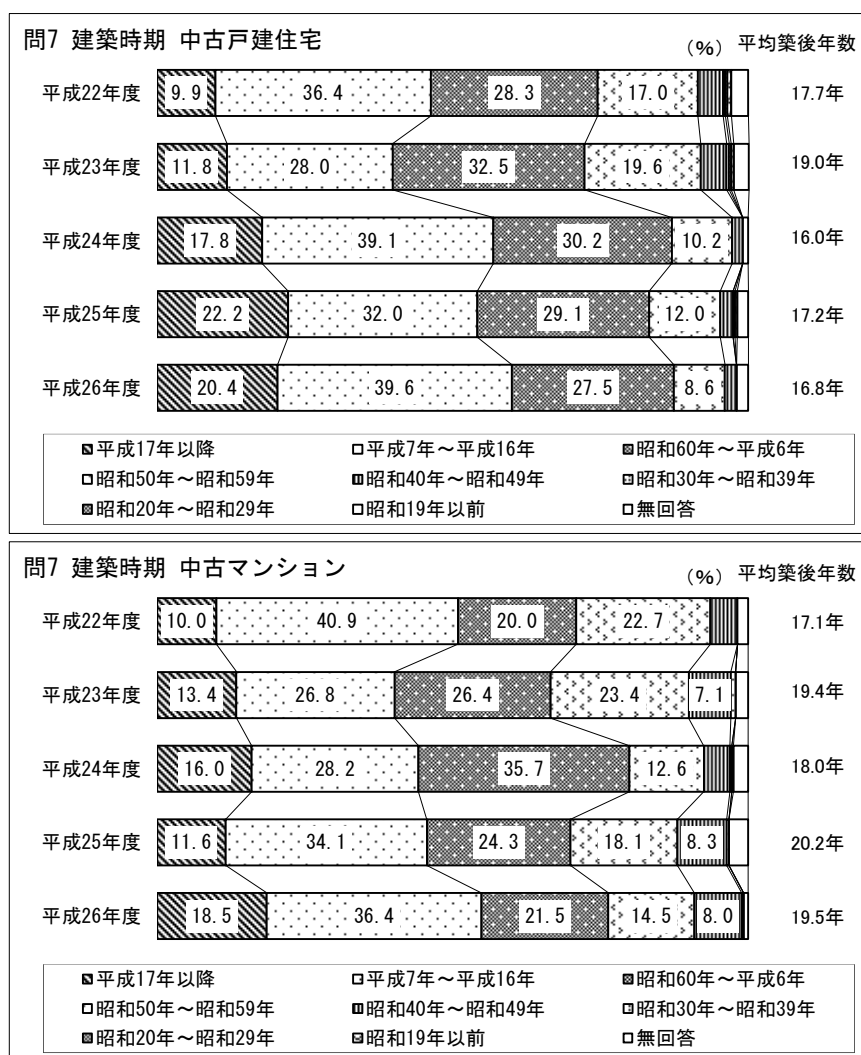 問7 建築時期 中古戸建住宅
(%) 平均築後年数
平成22年度 9.9 36.4 28.3 17.0 17.7年
平成23年度 11.8 28.0 32.5 19.6 19.0年
平成24年度 17.8 39.1 30.2 10.2 16.0年
平成25年度 22.2 32.0 29.1 12.0 17.2年
平成26年度 20.4 39.6 27.5 8.6 16.8年
平成17年以降 平成7年～平成16年 昭和60年～平成6年
昭和50年～昭和59年 昭和40年～昭和49年 昭和30年～昭和39年
昭和20年～昭和29年 昭和19年以前 無回答
問7 建築時期 中古マンション
(%) 平均築後年数
平成22年度 10.0 40.9 20.0 22.7 17.1年
平成23年度 13.4 26.8 26.4 23.4 7.1 19.4年
平成24年度 16.0 28.2 35.7 12.6 18.0年
平成25年度 11.6 34.1 24.3 18.1 8.3 20.2年
平成26年度 18.5 36.4 21.5 14.5 8.0 19.5年
平成17年以降 平成7年～平成16年 昭和60年～平成6年
昭和50年～昭和59年 昭和40年～昭和49年 昭和30年～昭和39年
昭和20年～昭和29年 昭和19年以前 無回答